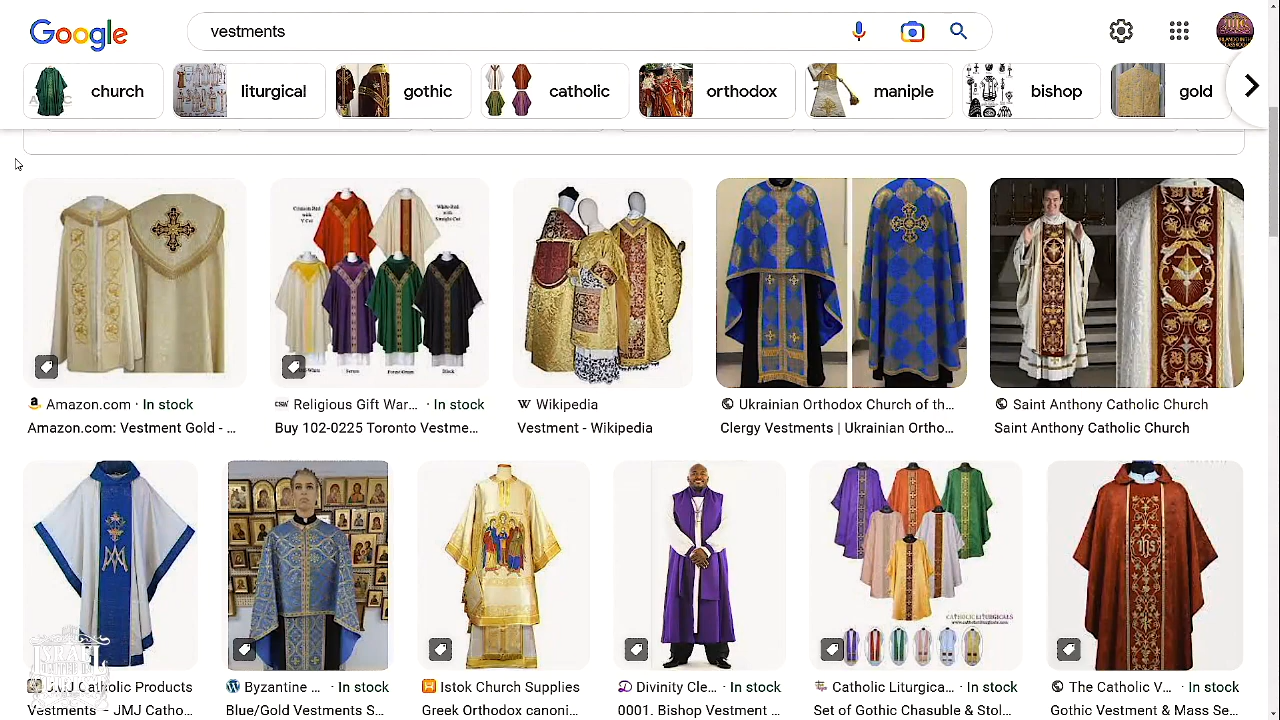 Google
vestments
church
liturgical
gothic
catholic
orthodox
maniple
bishop
gold
Amazon.com · In stock
Amazon.com: Vestment Gold - ...
Religious Gift War... · In stock
Buy 102-0225 Toronto Vestme...
Wikipedia
Vestment - Wikipedia
Ukrainian Orthodox Church of th...
Clergy Vestments | Ukrainian Ortho...
Saint Anthony Catholic Church
Saint Anthony Catholic Church
CATHOLIC LITURGICALS
JMJ Catholic Products
Vestments - JMJ Catho...
Byzantine ... · In stock
Blue/Gold Vestments S...
Istok Church Supplies
Greek Orthodox canoni...
Divinity Cle... · In stock
0001. Bishop Vestment ...
Catholic Liturgica... · In stock
Set of Gothic Chasuble & Stol...
The Catholic V... · In stock
Gothic Vestment & Mass Se...